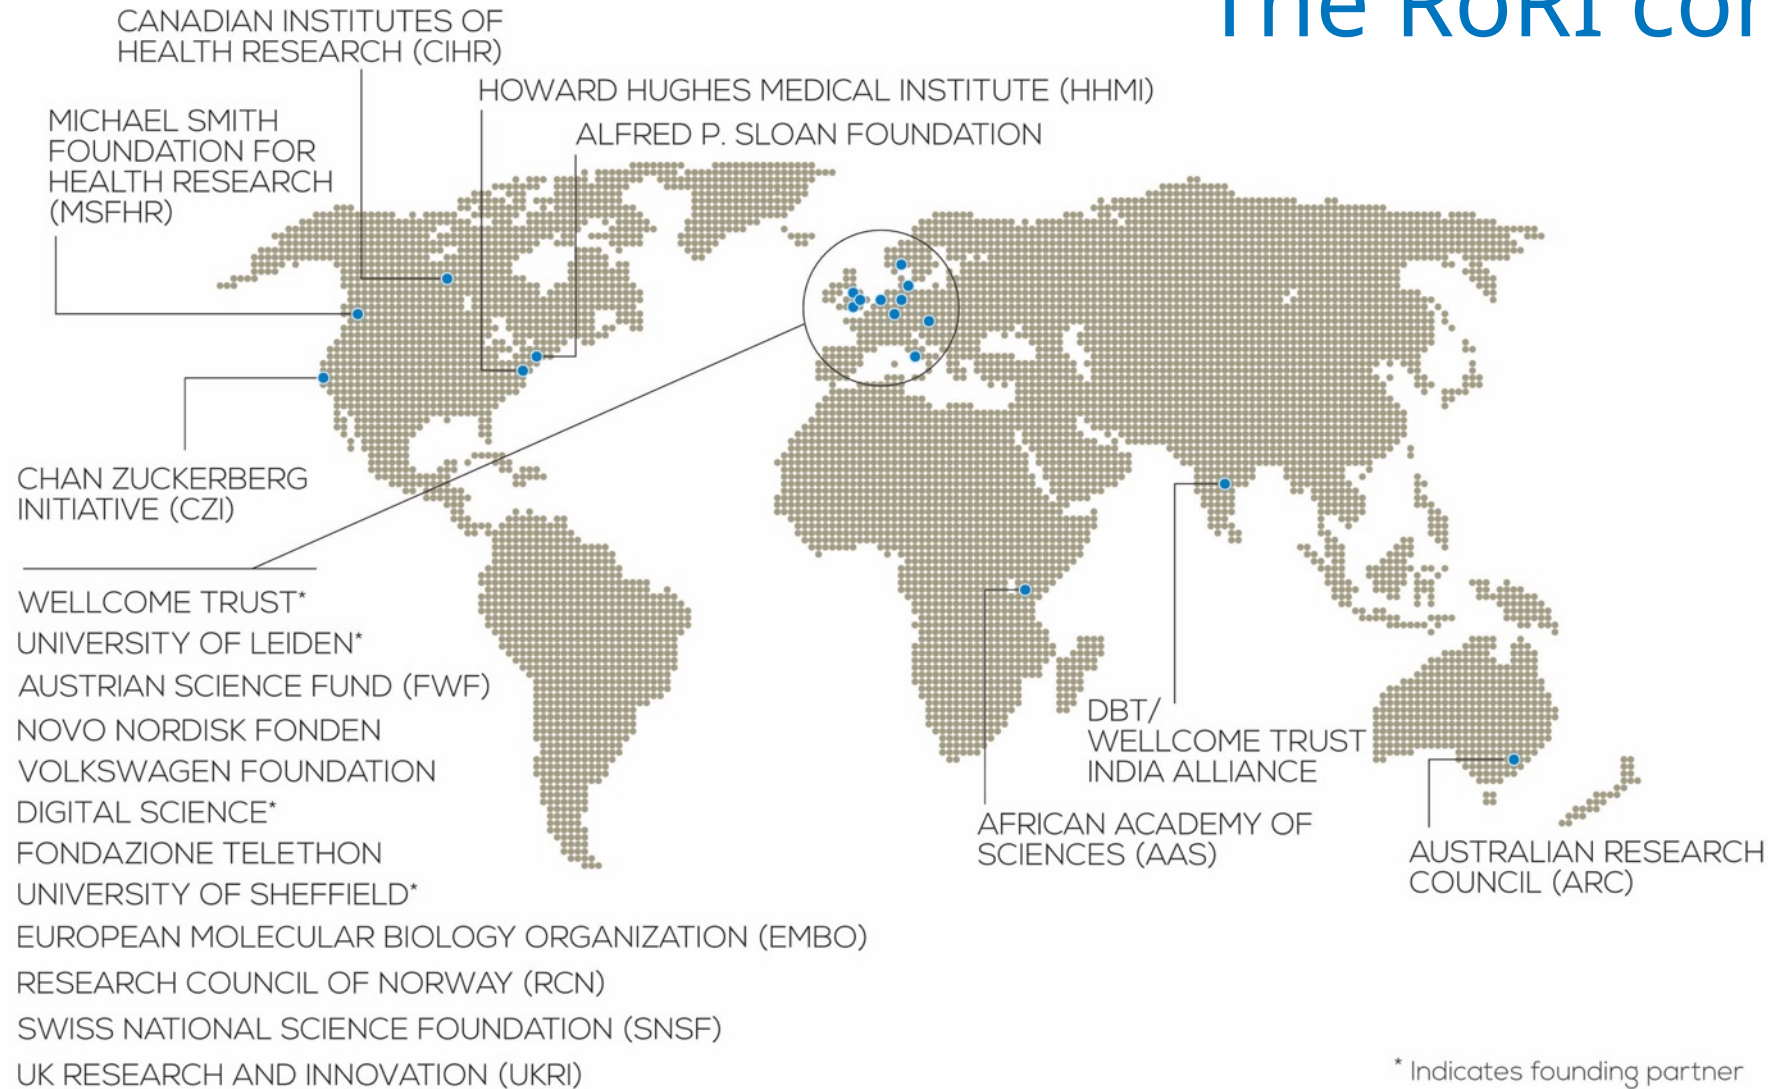 The RoRI
CANADIAN INSTITUTES OF
HEALTH RESEARCH (CIHR)
HOWARD HUGHES MEDICAL INSTITUTE (HHMI)
MICHAEL SMITH
FOUNDATION FOR
HEALTH RESEARCH
(MSFHR)
ALFRED P. SLOAN FOUNDATION
CHAN ZUCKERBERG
INITIATIVE (CZI)
WELLCOME TRUST*
UNIVERSITY OF LEIDEN*
AUSTRIAN SCIENCE FUND (FWF)
NOVO NORDISK FONDEN
VOLKSWAGEN FOUNDATION
DIGITAL SCIENCE*
FONDAZIONE TELETHON
UNIVERSITY OF SHEFFIELD*
EUROPEAN MOLECULAR BIOLOGY ORGANIZATION (EMBO)
RESEARCH COUNCIL OF NORWAY (RCN)
SWISS NATIONAL SCIENCE FOUNDATION (SNSF)
UK RESEARCH AND INNOVATION (UKRI)
DBT/
WELLCOME TRUST
INDIA ALLIANCE
AFRICAN ACADEMY OF
SCIENCES (AAS)
AUSTRALIAN RESEARCH
COUNCIL (ARC)
* Indicates founding partner